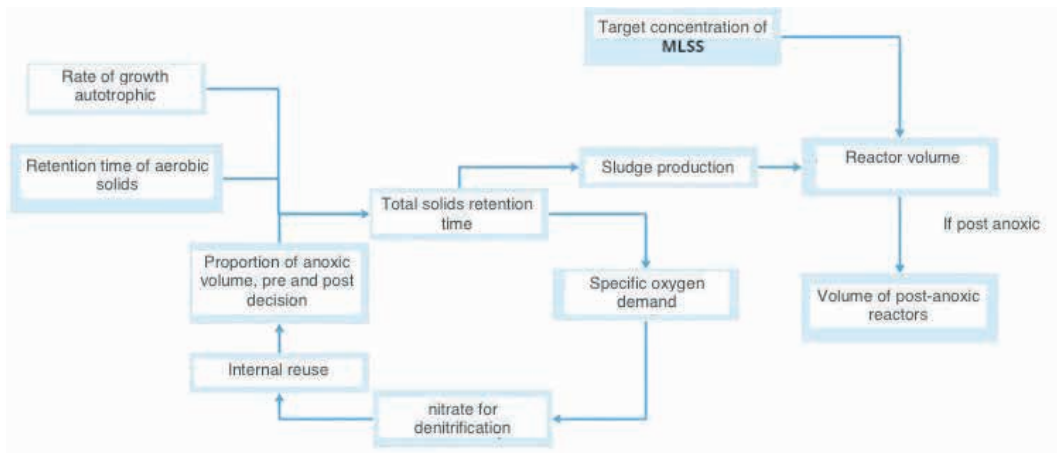 Target concentration of
MLSS
Rate of growth
autotrophic
Retention time of aerobic
solids
Sludge production
Reactor volume
Total solids retention
time
If post anoxic
Proportion of anoxic
volume, pre and post
decision
Specific oxygen
demand
Volume of post-anoxic
reactors
Internal reuse
nitrate for
denitrification